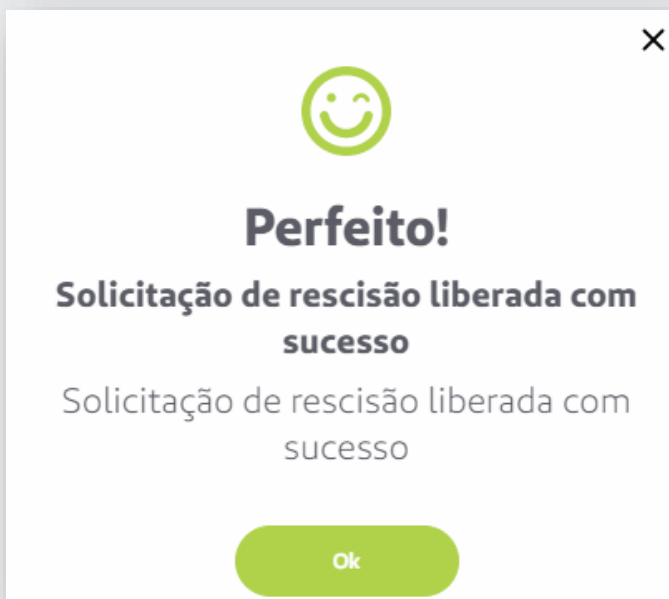 Perfeito!
Solicitação de rescisão liberada com
sucesso
Solicitação de rescisão liberada com
sucesso
Ok